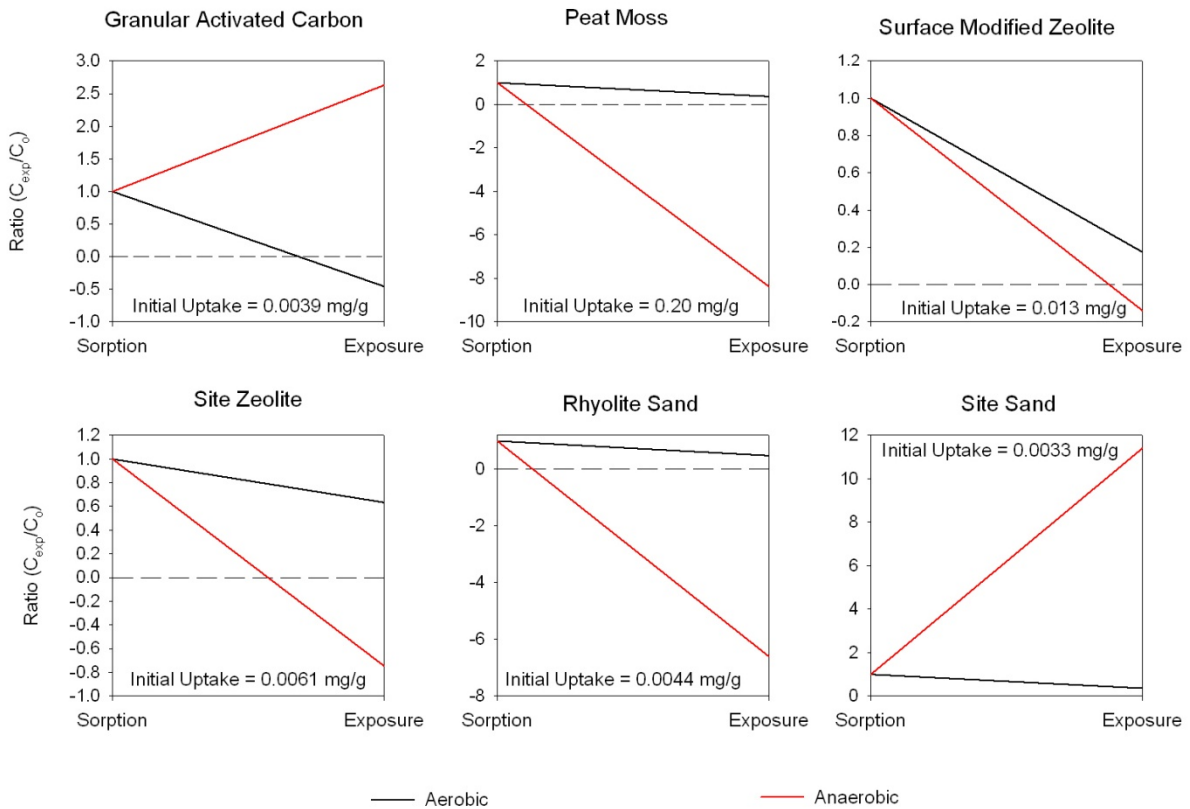 Granular Activated Carbon
Peat Moss
Surface Modified Zeolite
Ratio (C_exp/C_o)
3.0
2.5
2.0
1.5
1.0
0.5
0.0
-0.5
-1.0
Initial Uptake = 0.0039 mg/g
Sorption
Exposure
2
0
-2
-4
-6
-8
-10
Initial Uptake = 0.20 mg/g
Sorption
Exposure
1.2
1.0
0.8
0.6
0.4
0.2
0.0
-0.2
Initial Uptake = 0.013 mg/g
Sorption
Exposure
Site Zeolite
Rhyolite Sand
Site Sand
Ratio (C_exp/C_o)
1.2
1.0
0.8
0.6
0.4
0.2
0.0
-0.2
-0.4
-0.6
-0.8
-1.0
Initial Uptake = 0.0061 mg/g
Sorption
Exposure
0
-2
-4
-6
-8
Initial Uptake = 0.0044 mg/g
Sorption
Exposure
12
10
8
6
4
2
0
Initial Uptake = 0.0033 mg/g
Sorption
Exposure
Aerobic
Anaerobic